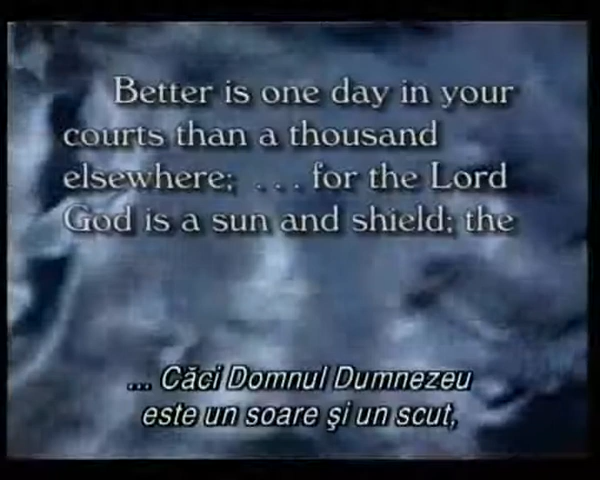 Better is one day in your
courts than a thousand
elsewhere; ... for the Lord
God is a sun and shield; the
... Căci Domnul Dumnezeu
este un soare şi un scut,